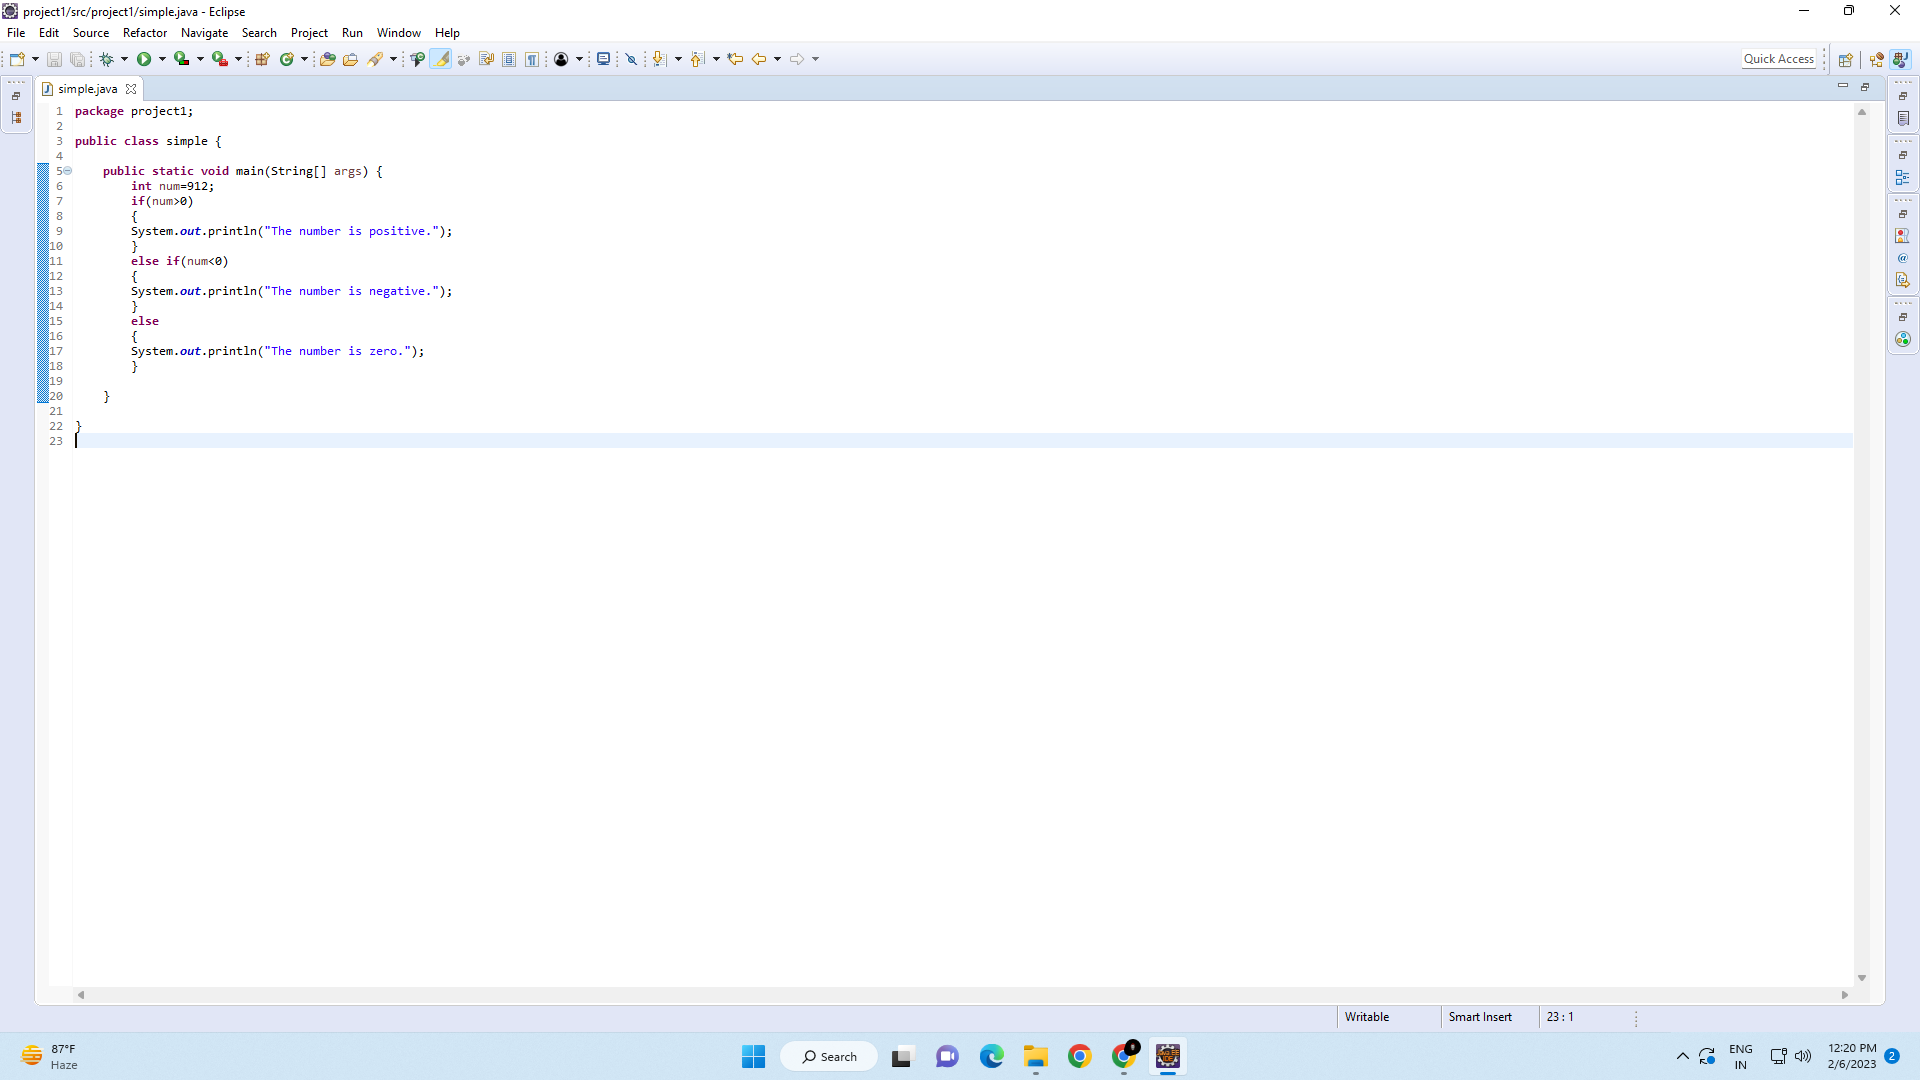 project1/src/project1/simple.java - Eclipse
File Edit Source Refactor Navigate Search Project Run Window Help
Quick Access
simple.java
1 package project1;
2
3 public class simple {
4
5 public static void main(String[] args) {
6 int num=912;
7 if(num>0)
8 {
9 System.out.println("The number is positive.");
10 }
11 else if(num<0)
12 {
13 System.out.println("The number is negative.");
14 }
15 else
16 {
17 System.out.println("The number is zero.");
18 }
19
20 }
21
22 }
23
Writable Smart Insert 23 : 1
87°F
Haze
Search
ENG
IN
12:20 PM
2/6/2023
2